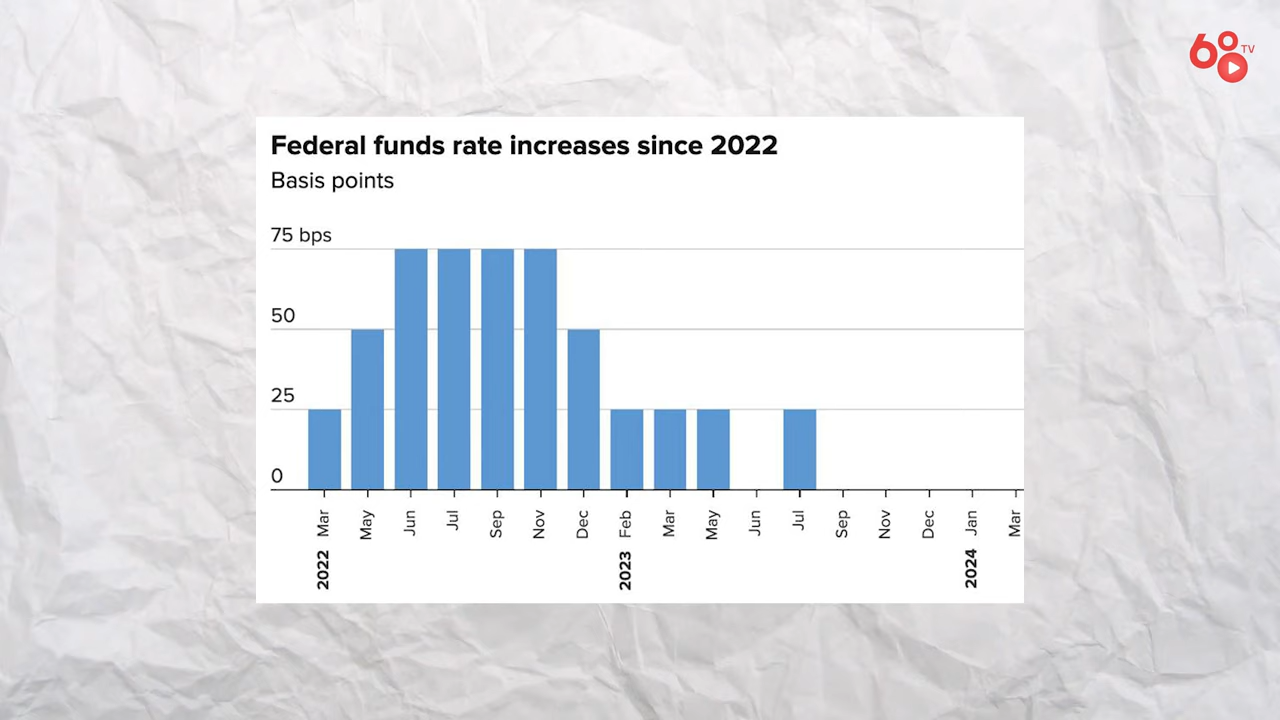 68 TV
Federal funds rate increases since 2022
Basis points
75 bps
50
25
0
Mar May Jun Jul Sep Nov Dec Feb Mar May Jun Jul Sep Nov Dec Jan Mar
2022 2023 2024